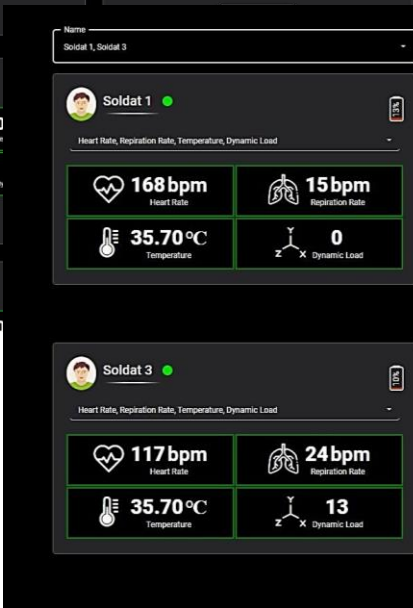 Name
Soldat 1, Soldat 3
Soldat 1
13%
Heart Rate, Repiration Rate, Temperature, Dynamic Load
168 bpm
Heart Rate
15 bpm
Repiration Rate
35.70 °C
Temperature
Y
Z X
0
Dynamic Load
Soldat 3
10%
Heart Rate, Repiration Rate, Temperature, Dynamic Load
117 bpm
Heart Rate
24 bpm
Repiration Rate
35.70 °C
Temperature
Y
Z X
13
Dynamic Load